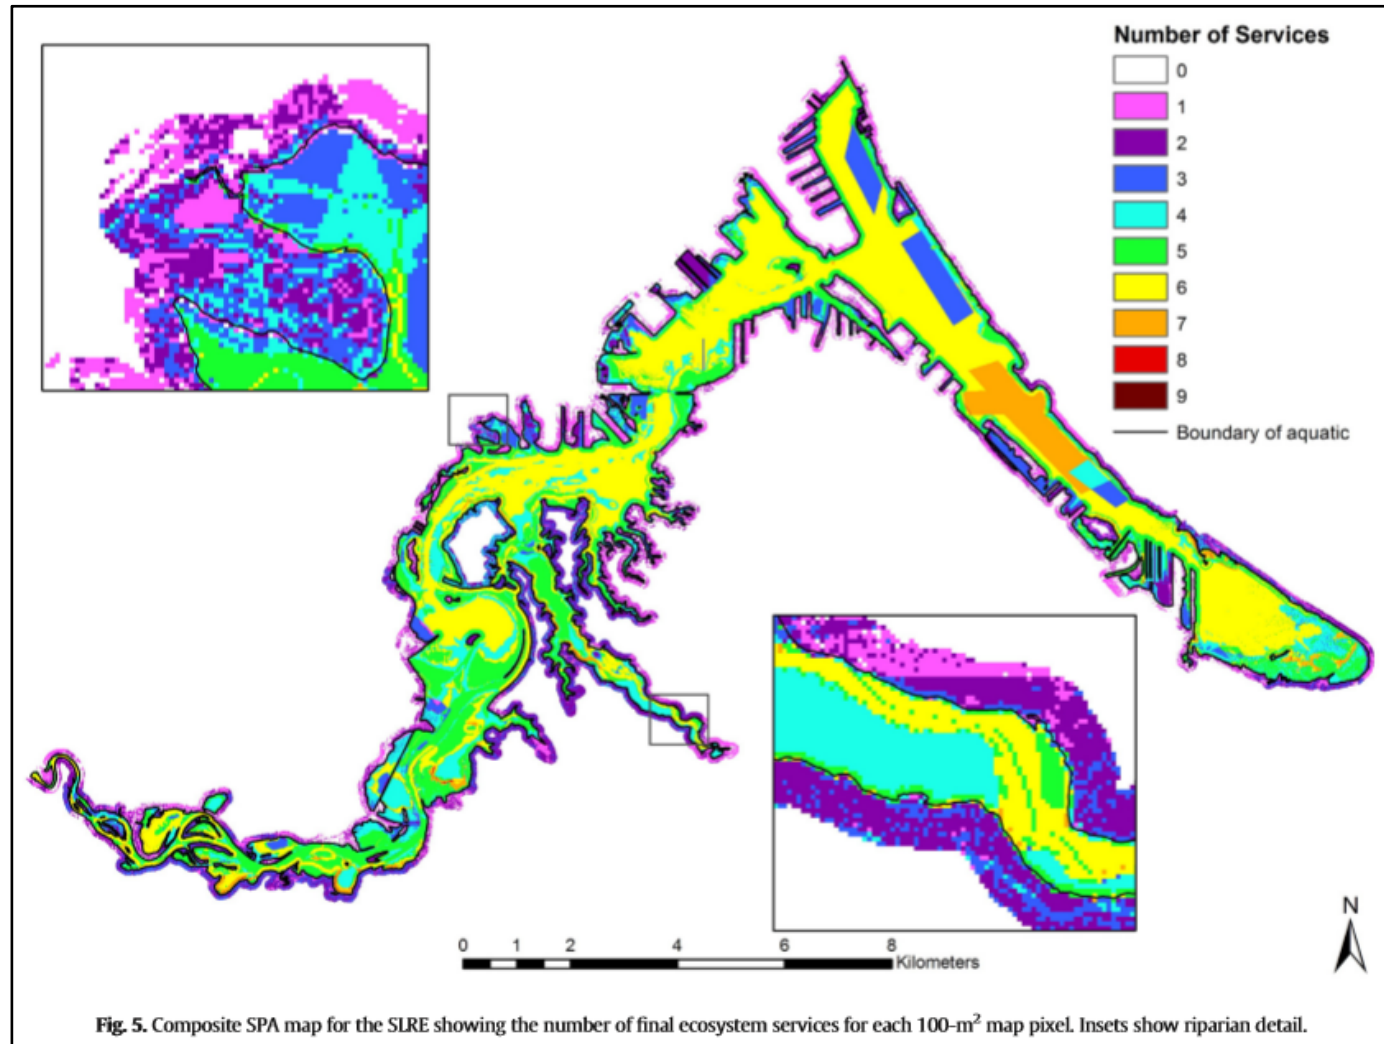 Number of Services
0
1
2
3
4
5
6
7
8
9
Boundary of aquatic
N
0 1 2 4 6 8
Kilometers
Fig. 5. Composite SPA map for the SLRE showing the number of final ecosystem services for each 100-m² map pixel. Insets show riparian detail.